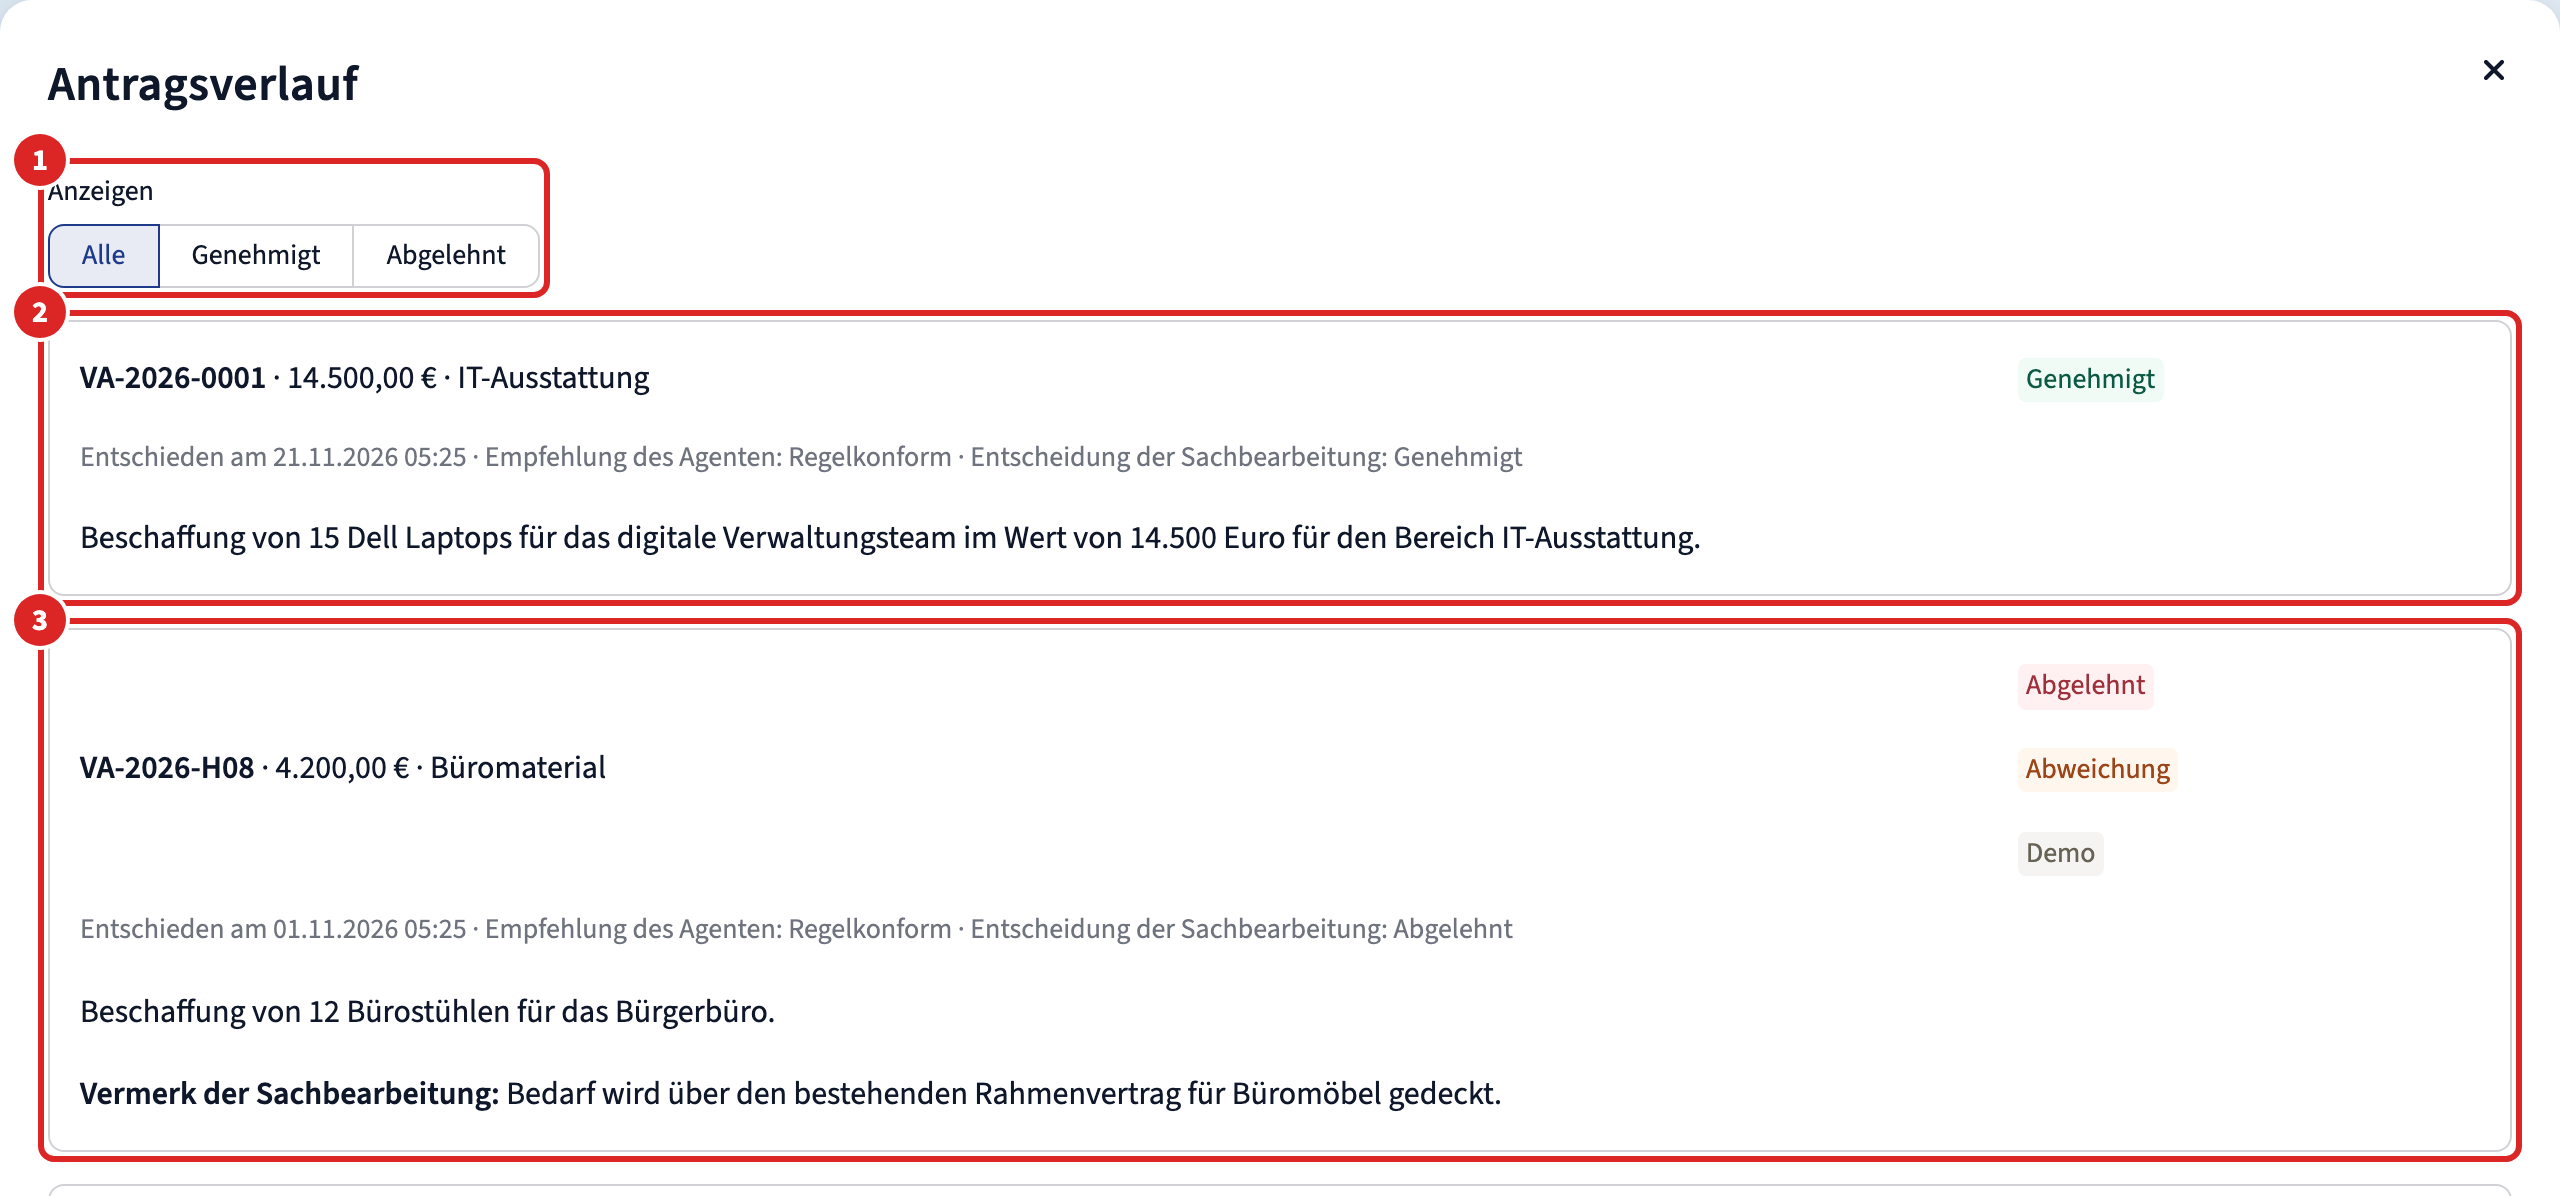 Antragsverlauf
1
Anzeigen
Alle
Genehmigt
Abgelehnt
2
VA-2026-0001 · 14.500,00 € · IT-Ausstattung
Genehmigt
Entschieden am 21.11.2026 05:25 · Empfehlung des Agenten: Regelkonform · Entscheidung der Sachbearbeitung: Genehmigt
Beschaffung von 15 Dell Laptops für das digitale Verwaltungsteam im Wert von 14.500 Euro für den Bereich IT-Ausstattung.
3
Abgelehnt
VA-2026-H08 · 4.200,00 € · Büromaterial
Abweichung
Demo
Entschieden am 01.11.2026 05:25 · Empfehlung des Agenten: Regelkonform · Entscheidung der Sachbearbeitung: Abgelehnt
Beschaffung von 12 Bürostühlen für das Bürgerbüro.
Vermerk der Sachbearbeitung: Bedarf wird über den bestehenden Rahmenvertrag für Büromöbel gedeckt.